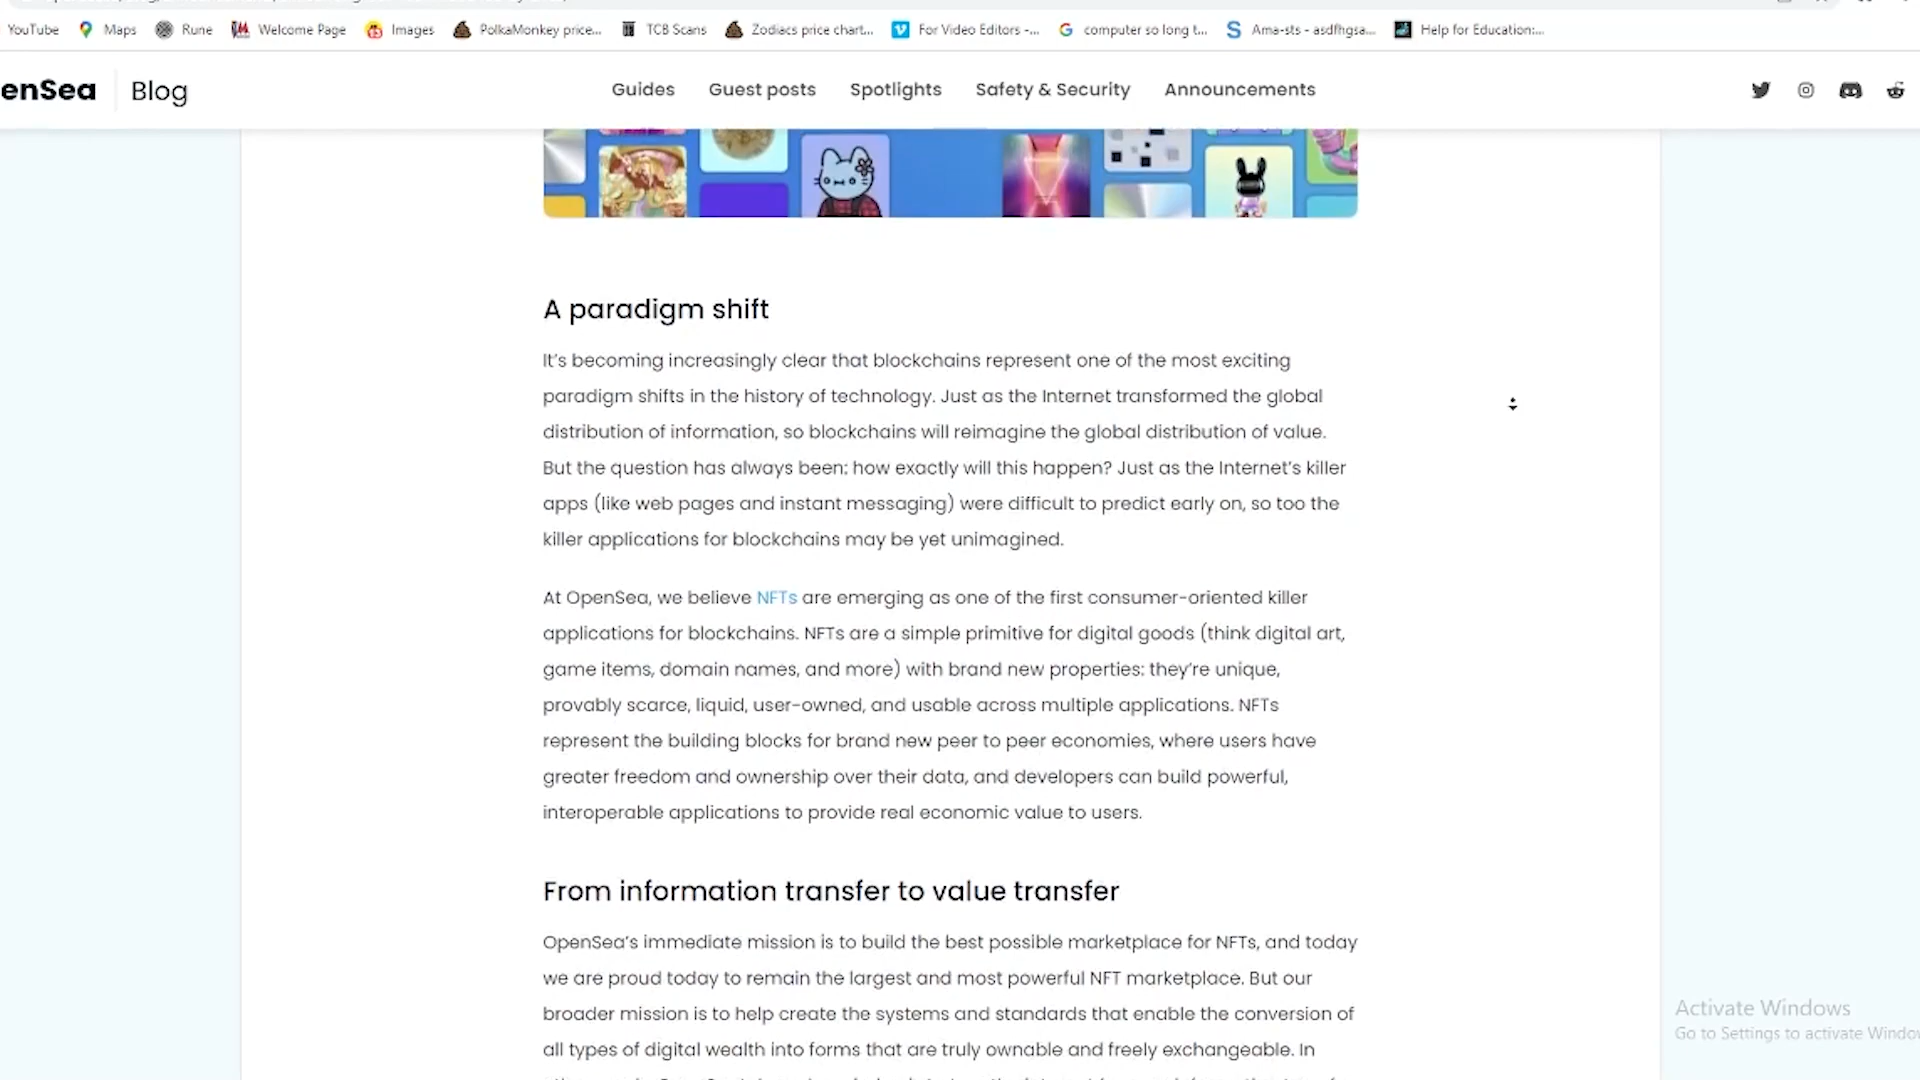 YouTube Maps Rune Welcome Page Images PolkaMonkey price... TCB Scans Zodiacs price chart... For Video Editors -... computer so long t... Ama-sts - asdfhgsa... Help for Education:...
enSea Blog Guides Guest posts Spotlights Safety & Security Announcements
A paradigm shift
It's becoming increasingly clear that blockchains represent one of the most exciting
paradigm shifts in the history of technology. Just as the Internet transformed the global
distribution of information, so blockchains will reimagine the global distribution of value.
But the question has always been: how exactly will this happen? Just as the Internet's killer
apps (like web pages and instant messaging) were difficult to predict early on, so too the
killer applications for blockchains may be yet unimagined.
At OpenSea, we believe NFTs are emerging as one of the first consumer-oriented killer
applications for blockchains. NFTs are a simple primitive for digital goods (think digital art,
game items, domain names, and more) with brand new properties: they're unique,
provably scarce, liquid, user-owned, and usable across multiple applications. NFTs
represent the building blocks for brand new peer to peer economies, where users have
greater freedom and ownership over their data, and developers can build powerful,
interoperable applications to provide real economic value to users.
From information transfer to value transfer
OpenSea's immediate mission is to build the best possible marketplace for NFTs, and today
we are proud today to remain the largest and most powerful NFT marketplace. But our
broader mission is to help create the systems and standards that enable the conversion of
all types of digital wealth into forms that are truly ownable and freely exchangeable. In
Activate Windows
Go to Settings to activate Windo